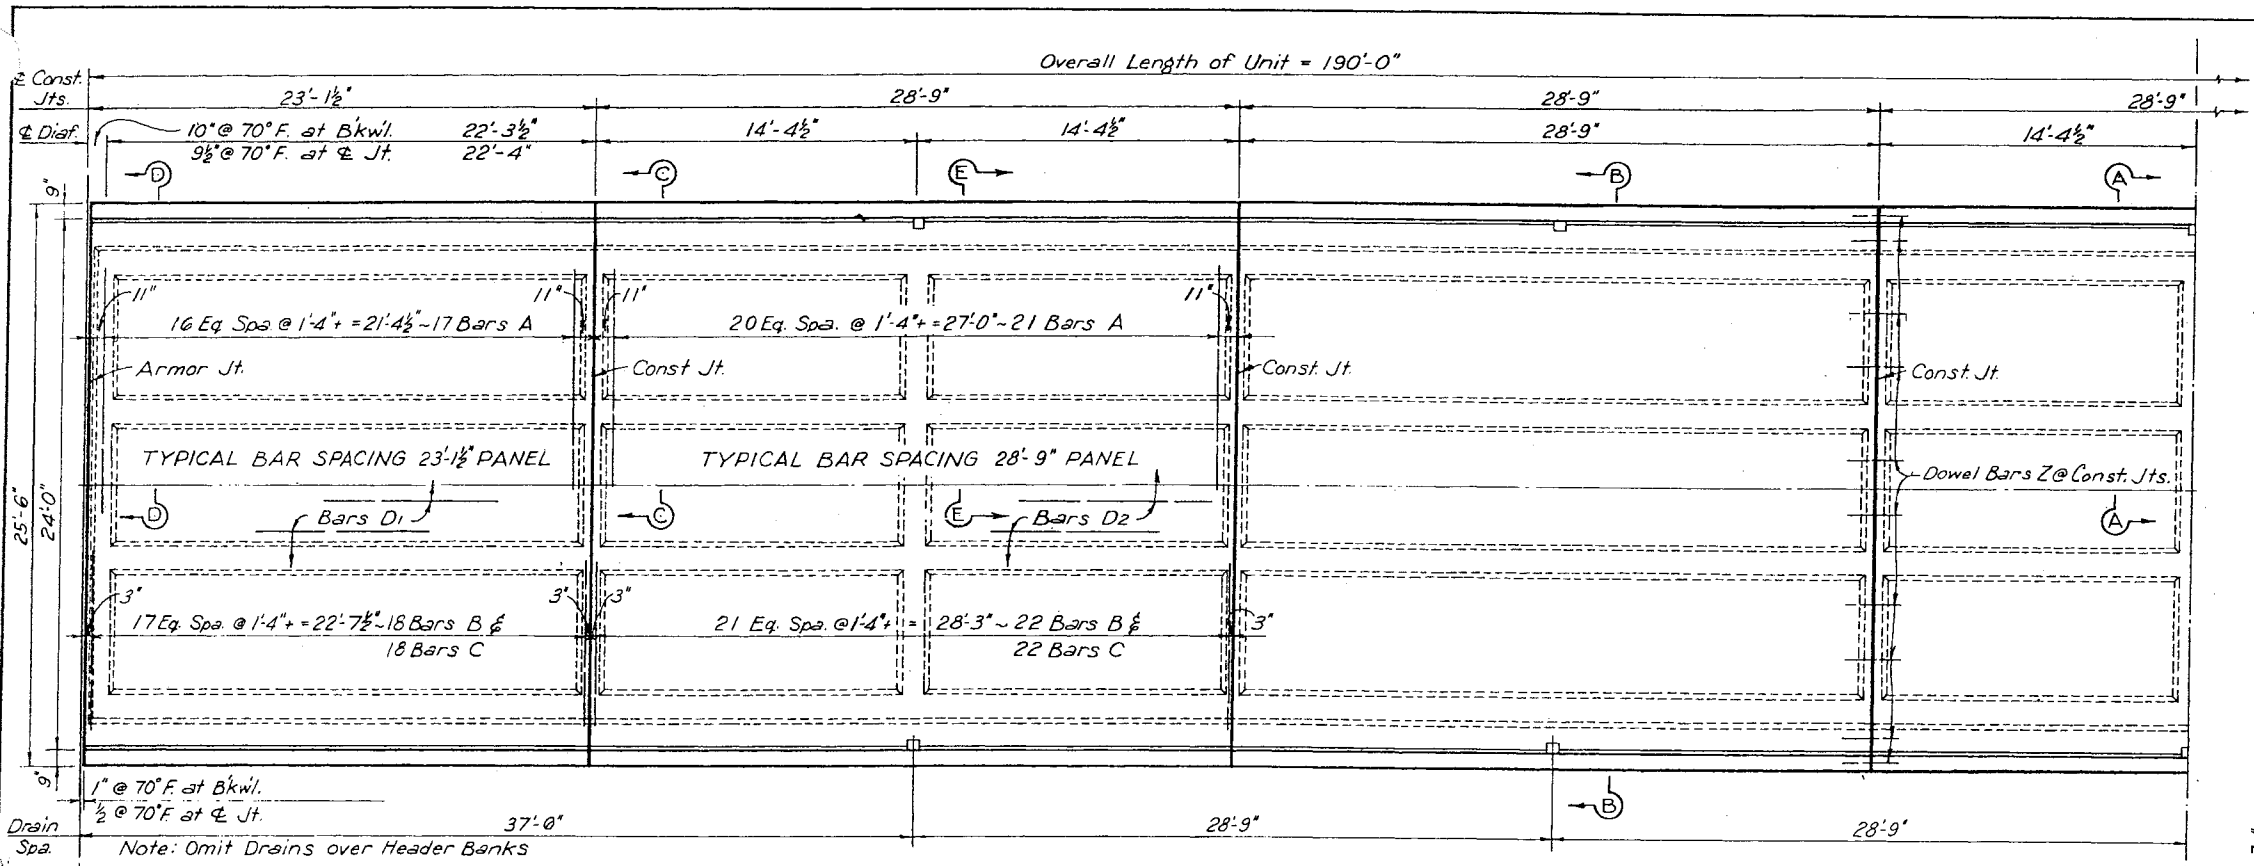 Overall Length of Unit = 190'-0"
℄ Const. Jts.
23'-1½" 28'-9" 28'-9" 28'-9"
℄ Diaf.
10" @ 70° F. at B'kw'l. 22'-3½" 14'-4½" 14'-4½" 28'-9" 14'-4½"
9½" @ 70° F. at ℄ Jt. 22'-4"
D C E B A
9"
11" 11" 11" 11"
16 Eq. Spa. @ 1'-4"+ = 21'-4½" ~ 17 Bars A
20 Eq. Spa. @ 1'-4"+ = 27'-0" ~ 21 Bars A
Armor Jt. Const Jt. Const. Jt. Const. Jt.
TYPICAL BAR SPACING 23'-1½" PANEL
TYPICAL BAR SPACING 28'-9" PANEL
Dowel Bars Z @ Const. Jts.
25'-6"
24'-0"
D Bars D1 C E Bars D2 A
3" 3" 3" 3"
17 Eq. Spa. @ 1'-4"+ = 22'-7½" ~ 18 Bars B &
18 Bars C
21 Eq. Spa. @ 1'-4"+ = 28'-3" ~ 22 Bars B &
22 Bars C
9"
1" @ 70° F. at B'kw'l.
½ @ 70° F. at ℄ Jt.
B
Drain Spa.
37'-6" 28'-9" 28'-9"
Note: Omit Drains over Header Banks